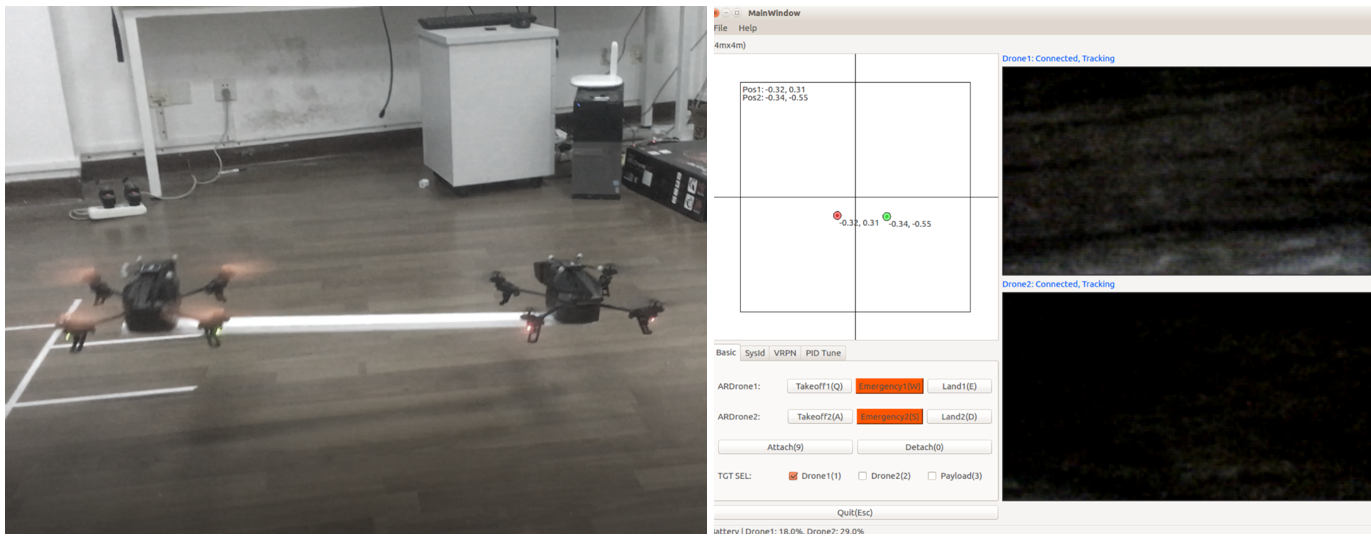 MainWindow
File Help
4mx4m)
Pos1: -0.32, 0.31
Pos2: -0.34, -0.55
-0.32, 0.31
-0.34, -0.55
Basic SysId VRPN PID Tune
ARDrone1: Takeoff1(Q) Emergency1(W) Land1(E)
ARDrone2: Takeoff2(A) Emergency2(S) Land2(D)
Attach(9) Detach(0)
TGT SEL: Drone1(1) Drone2(2) Payload(3)
Quit(Esc)
attery | Drone1: 18.0%, Drone2: 29.0%
Drone1: Connected, Tracking
Drone2: Connected, Tracking